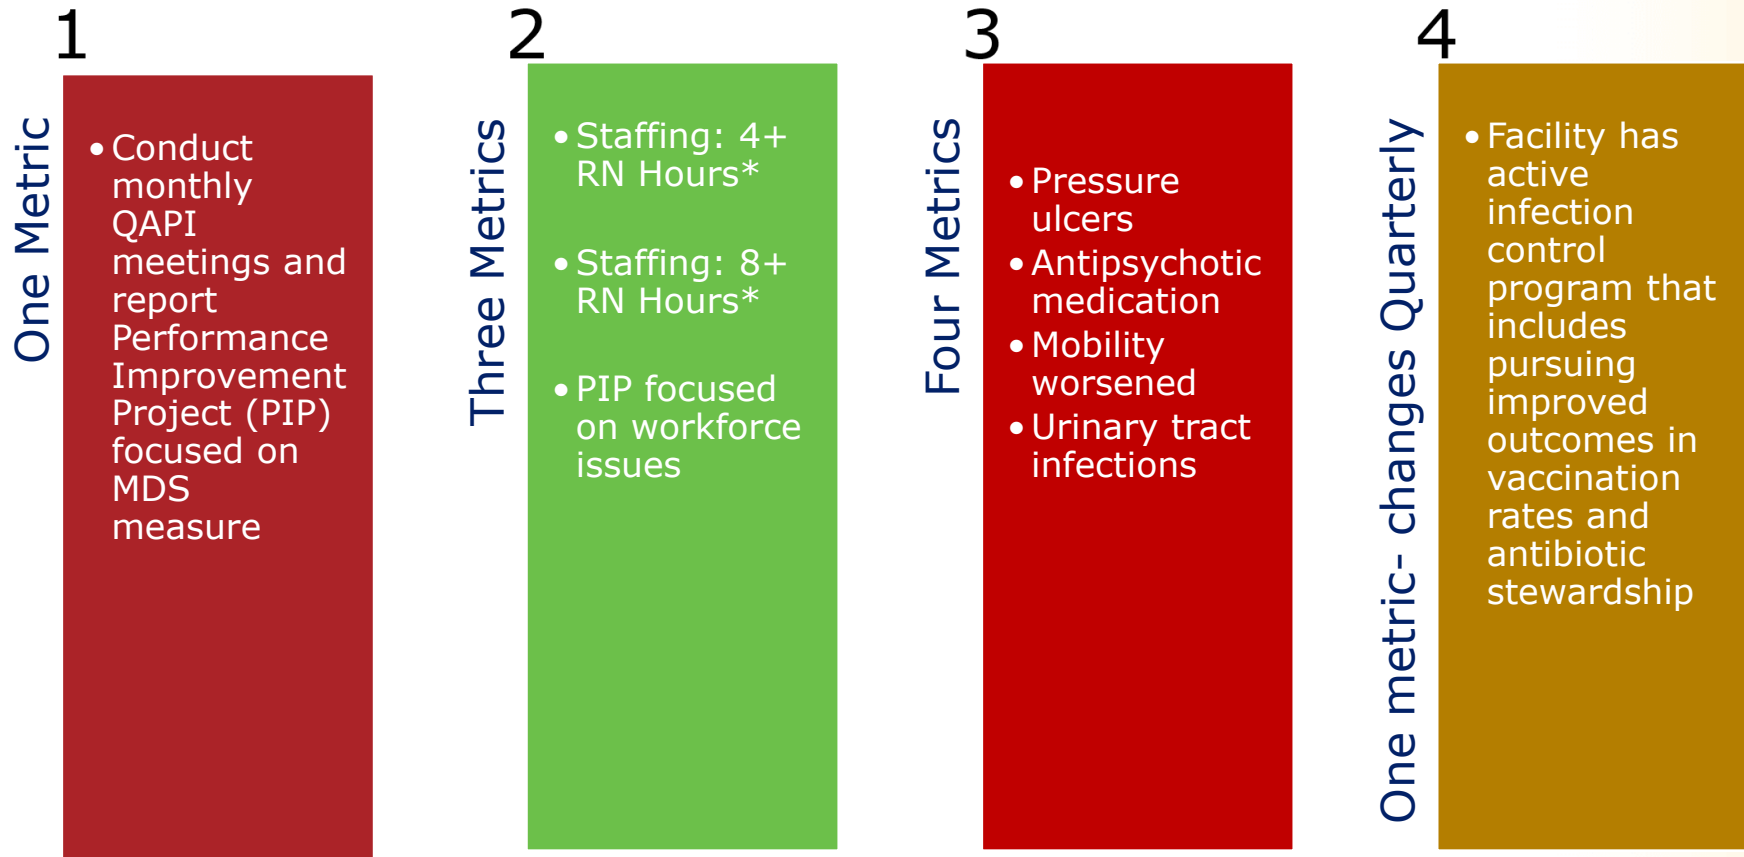 1
One Metric
• Conduct
monthly
QAPI
meetings and
report
Performance
Improvement
Project (PIP)
focused on
MDS
measure
2
Three Metrics
• Staffing: 4+
RN Hours*
• Staffing: 8+
RN Hours*
• PIP focused
on workforce
issues
3
Four Metrics
• Pressure
ulcers
• Antipsychotic
medication
• Mobility
worsened
• Urinary tract
infections
4
One metric- changes Quarterly
• Facility has
active
infection
control
program that
includes
pursuing
improved
outcomes in
vaccination
rates and
antibiotic
stewardship